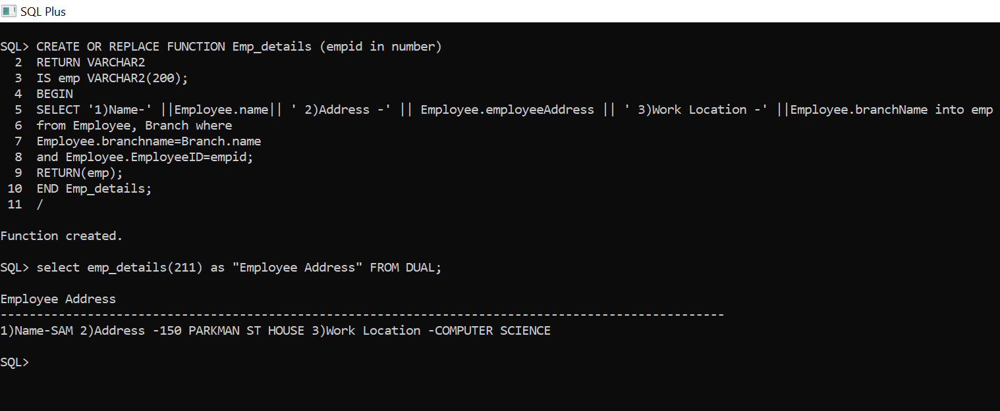 SQL Plus
SQL> CREATE OR REPLACE FUNCTION Emp_details (empid in number)
  2  RETURN VARCHAR2
  3  IS emp VARCHAR2(200);
  4  BEGIN
  5  SELECT '1)Name-' ||Employee.name|| ' 2)Address -' || Employee.employeeAddress || ' 3)Work Location -' ||Employee.branchName into emp
  6  from Employee, Branch where
  7  Employee.branchname=Branch.name
  8  and Employee.EmployeeID=empid;
  9  RETURN(emp);
 10  END Emp_details;
 11  /
Function created.
SQL> select emp_details(211) as "Employee Address" FROM DUAL;
Employee Address
----------------------------------------------------------------------------------------------------
1)Name-SAM 2)Address -150 PARKMAN ST HOUSE 3)Work Location -COMPUTER SCIENCE
SQL>